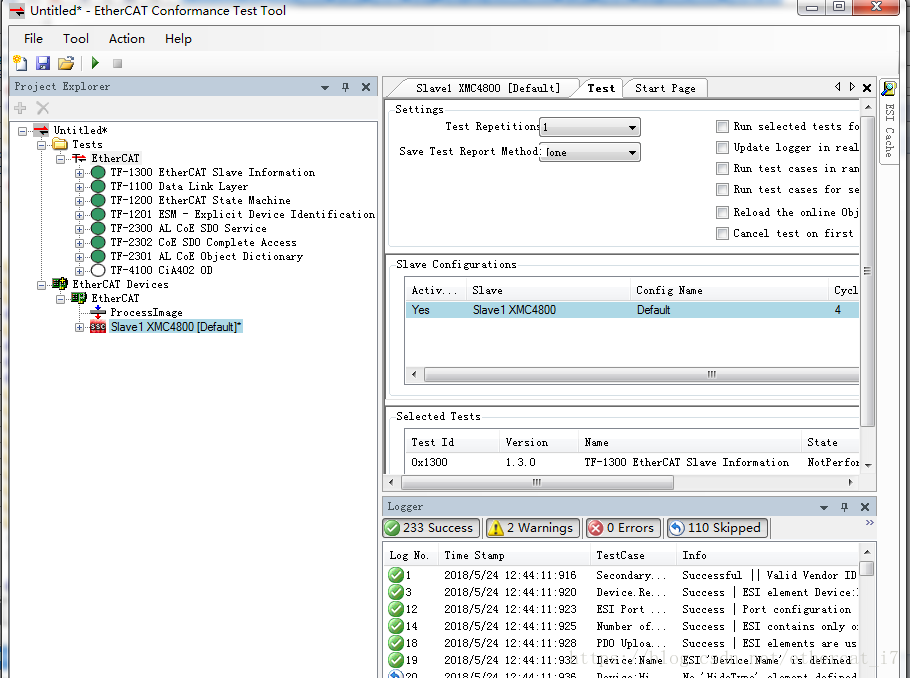 Untitled* - EtherCAT Conformance Test Tool
File Tool Action Help
Project Explorer
Untitled*
Tests
EtherCAT
TF-1300 EtherCAT Slave Information
TF-1100 Data Link Layer
TF-1200 EtherCAT State Machine
TF-1201 ESM - Explicit Device Identification
TF-2300 AL CoE SDO Service
TF-2302 CoE SDO Complete Access
TF-2301 AL CoE Object Dictionary
TF-4100 CiA402 OD
EtherCAT Devices
EtherCAT
ProcessImage
SSC Slave1 XMC4800 [Default]*
Slave1 XMC4800 [Default] Test Start Page
Settings
Test Repetition: 1
Save Test Report Method: None
Run selected tests fo
Update logger in real
Run test cases in ran
Run test cases for se
Reload the online Obj
Cancel test on first
Slave Configurations
Activ... Slave Config Name Cycl
Yes Slave1 XMC4800 Default 4
Selected Tests
Test Id Version Name State
0x1300 1.3.0 TF-1300 EtherCAT Slave Information NotPerfor
ESI Cache
Logger
233 Success 2 Warnings 0 Errors 110 Skipped
Log No. Time Stamp TestCase Info
1 2018/5/24 12:44:11:916 Secondary... Successful || Valid Vendor ID
3 2018/5/24 12:44:11:920 Device.Re... Success | ESI element Device:
12 2018/5/24 12:44:11:923 ESI Port ... Success | Port configuration
14 2018/5/24 12:44:11:925 Number of... Success | ESI contains only o
18 2018/5/24 12:44:11:928 PDO Uploa... Success | ESI elements are us
19 2018/5/24 12:44:11:932 Device:Name ESI 'Device:Name' is defined
20 2018/5/24 12:44:11:936 Device:Hi... No 'HideType' element defined